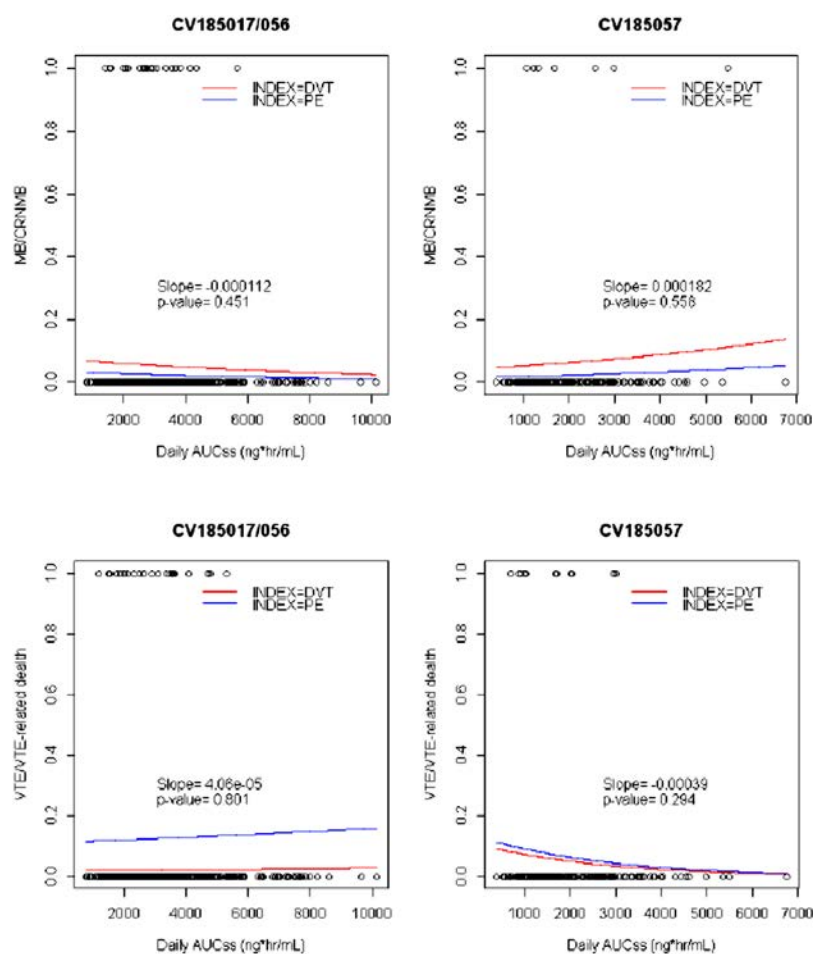 CV185017/056
MB/CRNMB
0.0 0.2 0.4 0.6 0.8 1.0
INDEX=DVT
INDEX=PE
Slope= -0.000112
p-value= 0.451
2000 4000 6000 8000 10000
Daily AUCss (ng*hr/mL)
CV185057
MB/CRNMB
0.0 0.2 0.4 0.6 0.8 1.0
INDEX=DVT
INDEX=PE
Slope= 0.000182
p-value= 0.558
1000 2000 3000 4000 5000 6000 7000
Daily AUCss (ng*hr/mL)
CV185017/056
VTE/VTE-related death
0.0 0.2 0.4 0.6 0.8 1.0
INDEX=DVT
INDEX=PE
Slope= 4.06e-05
p-value= 0.801
2000 4000 6000 8000 10000
Daily AUCss (ng*hr/mL)
CV185057
VTE/VTE-related death
0.0 0.2 0.4 0.6 0.8 1.0
INDEX=DVT
INDEX=PE
Slope= -0.00039
p-value= 0.294
1000 2000 3000 4000 5000 6000 7000
Daily AUCss (ng*hr/mL)